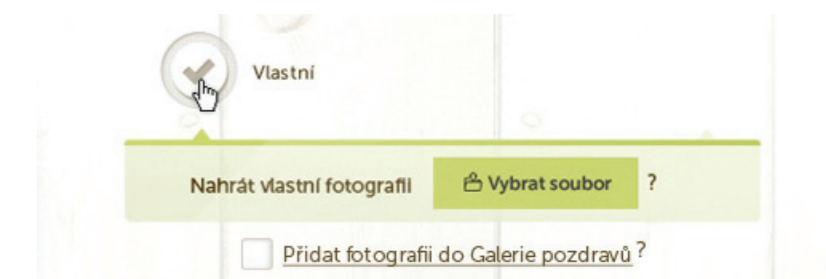 Vlastní
Nahrát vlastní fotografii Vybrat soubor ?
Přidat fotografii do Galerie pozdravů ?